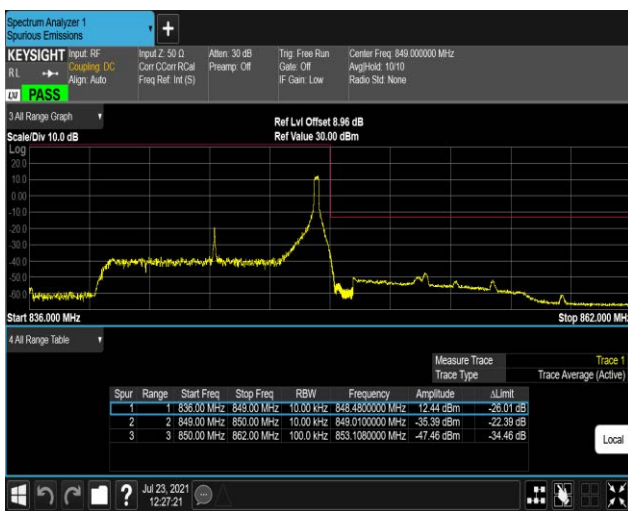 Spectrum Analyzer 1
Spurious Emissions
+
KEYSIGHT Input: RF Input Z: 50 Ω Atten: 30 dB Trig: Free Run Center Freq: 849.000000 MHz
RL Coupling: DC Corr CCorr RCal Preamp: Off Gate: Off Avg|Hold: 10/10
Align: Auto Freq Ref: Int (S) IF Gain: Low Radio Std: None
LXI PASS
3 All Range Graph
Ref Lvl Offset 8.96 dB
Scale/Div 10.0 dB Ref Value 30.00 dBm
Log
20.0
10.0
0.00
-10.0
-20.0
-30.0
-40.0
-50.0
-60.0
Start 836.000 MHz Stop 862.000 MHz
4 All Range Table
Measure Trace Trace 1
Trace Type Trace Average (Active)
Spur Range Start Freq Stop Freq RBW Frequency Amplitude ΔLimit
1 1 836.00 MHz 849.00 MHz 10.00 kHz 848.4800000 MHz 12.44 dBm -26.01 dB
2 2 849.00 MHz 850.00 MHz 10.00 kHz 849.0100000 MHz -35.39 dBm -22.39 dB
3 3 850.00 MHz 862.00 MHz 100.0 kHz 853.1080000 MHz -47.46 dBm -34.46 dB
Local
? Jul 23, 2021
12:27:21